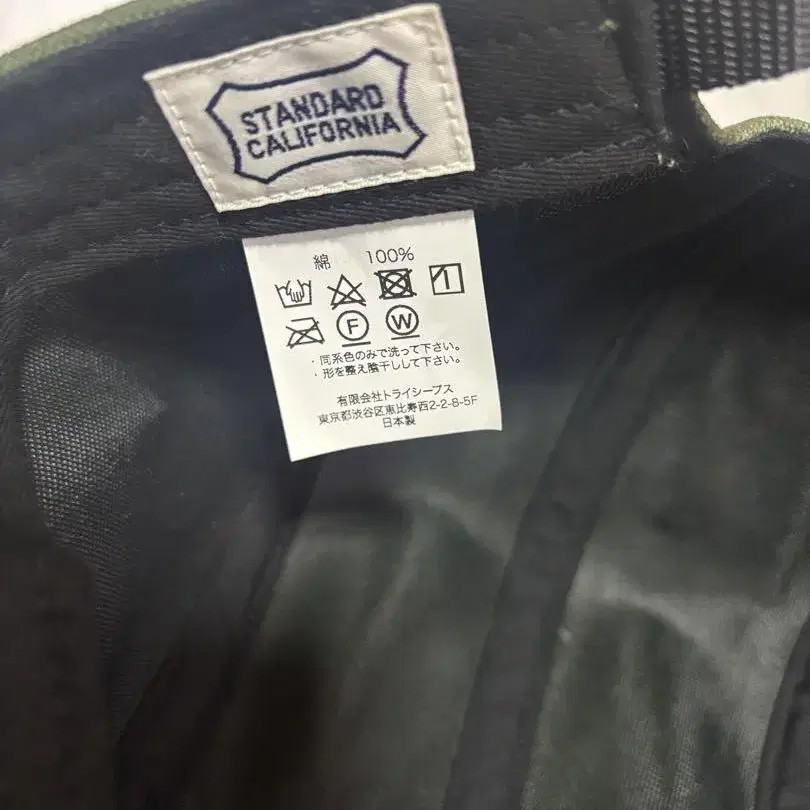 STANDARD
CALIFORNIA
綿 100%
F W
・同系色のみで洗って下さい。
・形を整え陰干しして下さい。
有限会社トライシープス
東京都渋谷区恵比寿西2-2-8-5F
日本製